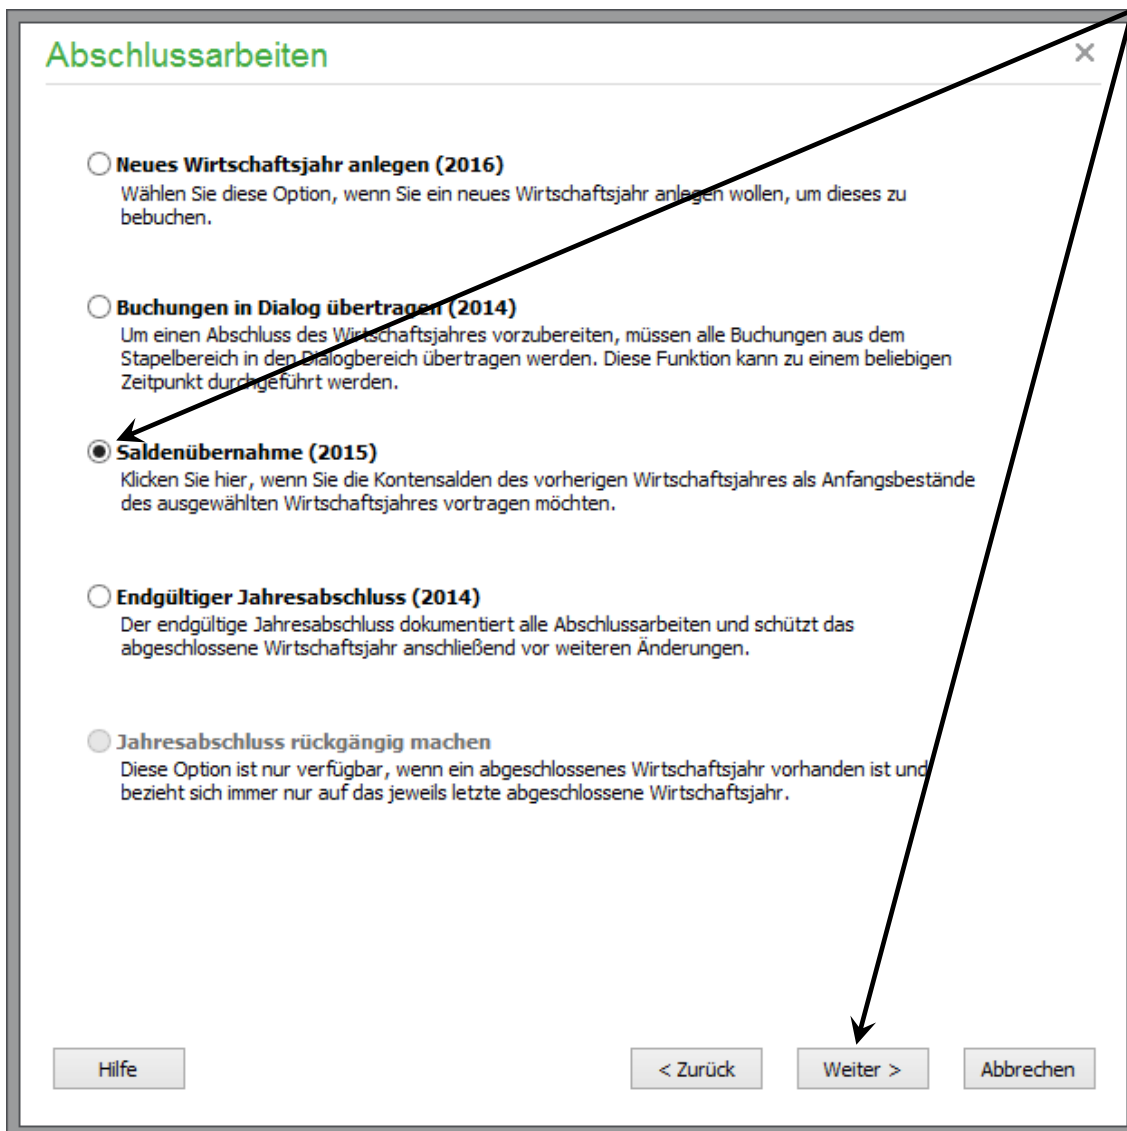 Abschlussarbeiten
Neues Wirtschaftsjahr anlegen (2016)
Wählen Sie diese Option, wenn Sie ein neues Wirtschaftsjahr anlegen wollen, um dieses zu
bebuchen.
Buchungen in Dialog übertragen (2014)
Um einen Abschluss des Wirtschaftsjahres vorzubereiten, müssen alle Buchungen aus dem
Stapelbereich in den Dialogbereich übertragen werden. Diese Funktion kann zu einem beliebigen
Zeitpunkt durchgeführt werden.
Saldenübernahme (2015)
Klicken Sie hier, wenn Sie die Kontensalden des vorherigen Wirtschaftsjahres als Anfangsbestände
des ausgewählten Wirtschaftsjahres vortragen möchten.
Endgültiger Jahresabschluss (2014)
Der endgültige Jahresabschluss dokumentiert alle Abschlussarbeiten und schützt das
abgeschlossene Wirtschaftsjahr anschließend vor weiteren Änderungen.
Jahresabschluss rückgängig machen
Diese Option ist nur verfügbar, wenn ein abgeschlossenes Wirtschaftsjahr vorhanden ist und
bezieht sich immer nur auf das jeweils letzte abgeschlossene Wirtschaftsjahr.
Hilfe < Zurück Weiter > Abbrechen